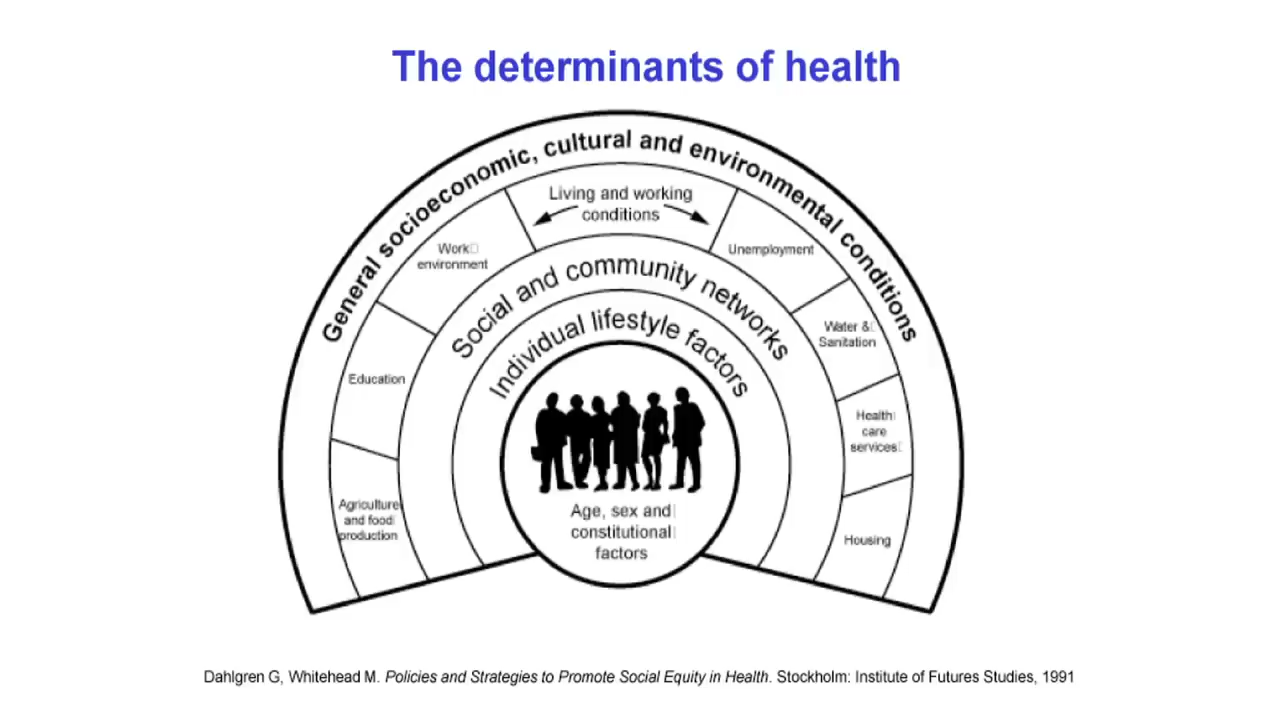 The determinants of health
General socioeconomic, cultural and environmental conditions
Living and working
conditions
Work
environment
Unemployment
Social and community networks
Individual lifestyle factors
Water &
Sanitation
Education
Health
care
services
Agriculture
and food
production
Housing
Age, sex and
constitutional
factors
Dahlgren G, Whitehead M. Policies and Strategies to Promote Social Equity in Health. Stockholm: Institute of Futures Studies, 1991